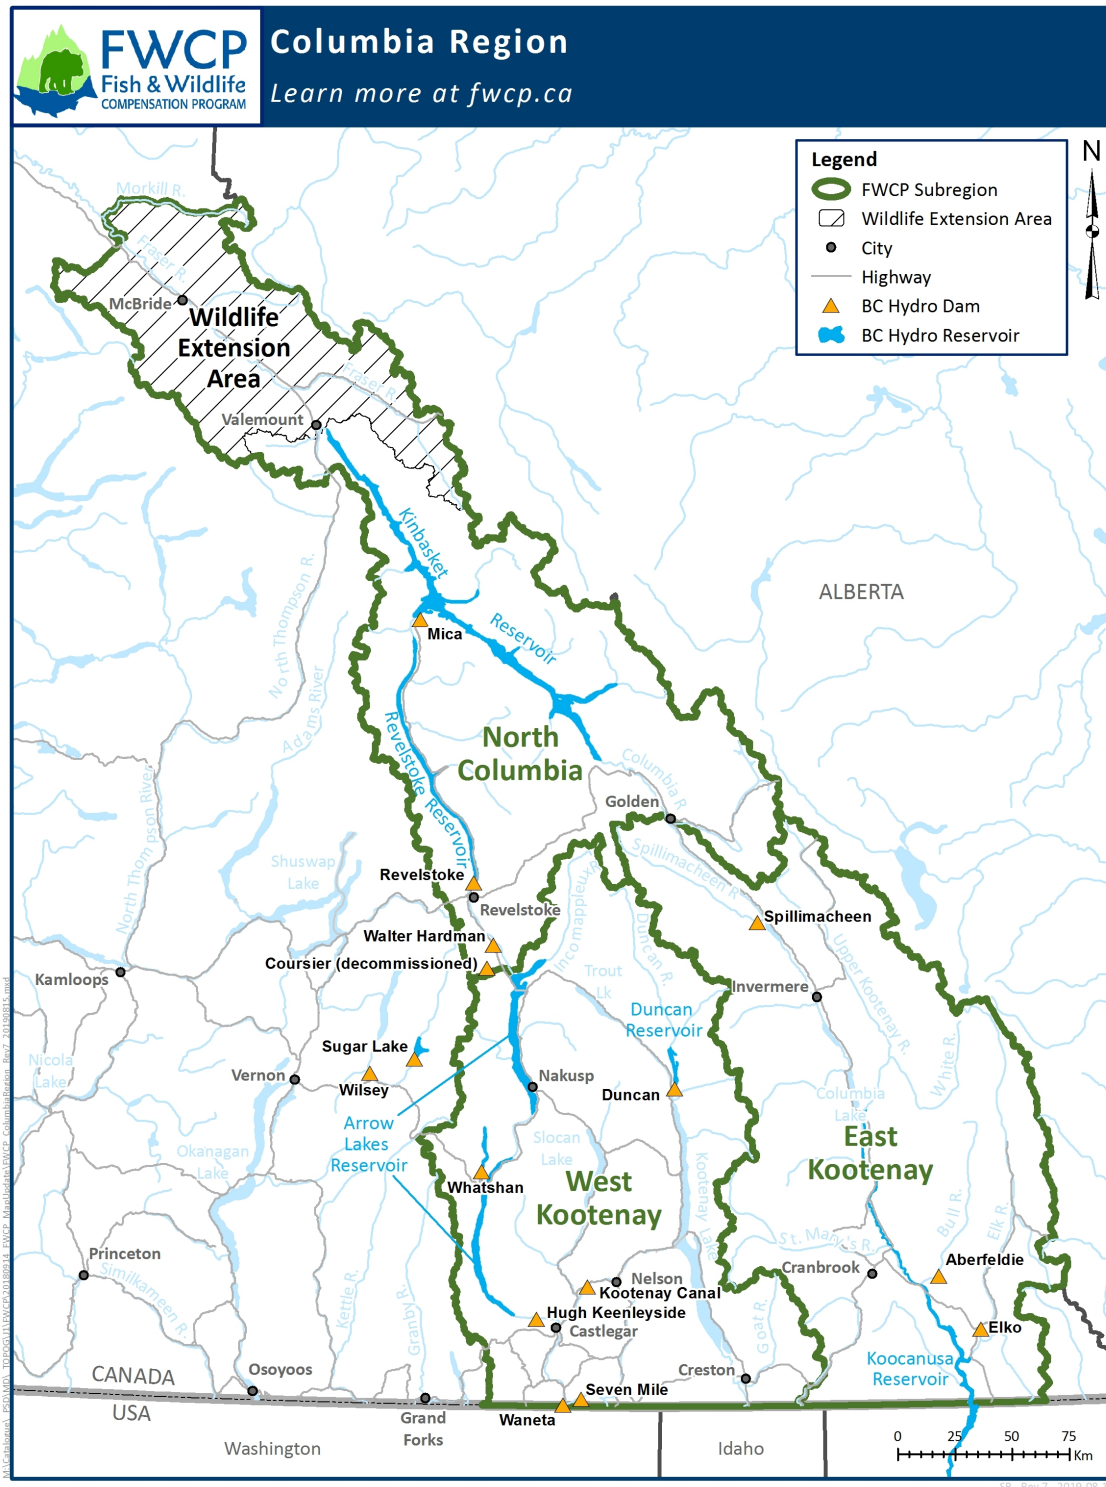 FWCP
Fish & Wildlife
COMPENSATION PROGRAM
Columbia Region
Learn more at fwcp.ca
N
Legend
FWCP Subregion
Wildlife Extension Area
City
Highway
BC Hydro Dam
BC Hydro Reservoir
Morkill R.
Fraser R.
McBride
Wildlife
Extension
Area
Fraser R.
Valemount
Kinbasket
Reservoir
North Thompson R.
ALBERTA
Mica
Adams River
Revelstoke Reservoir
North
Columbia
Columbia R.
Golden
North Thompson River
Shuswap
Lake
Spillimacheen R.
Incomappleux R.
Revelstoke
Revelstoke
Duncan R.
Spillimacheen
Walter Hardman
Coursier (decommissioned)
Upper Kootenay R.
Kamloops
Trout
Lk
Invermere
Duncan
Reservoir
Sugar Lake
White R.
Nicola
Lake
Vernon
Wilsey
Nakusp
Duncan
Columbia
Lake
Arrow
Lakes
Reservoir
Okanagan
Lake
Slocan
Lake
East
Kootenay
Whatshan
West
Kootenay
Kootenay Lake
Bull R.
Elk R.
St. Mary's R.
Princeton
Similkameen R.
Cranbrook
Aberfeldie
Nelson
Kootenay Canal
Kettle R.
Granby R.
Hugh Keenleyside
Castlegar
Goat R.
Elko
Koocanusa
Reservoir
CANADA
USA
Osoyoos
Creston
Seven Mile
Waneta
Grand
Forks
Washington
Idaho
0 25 50 75
Km